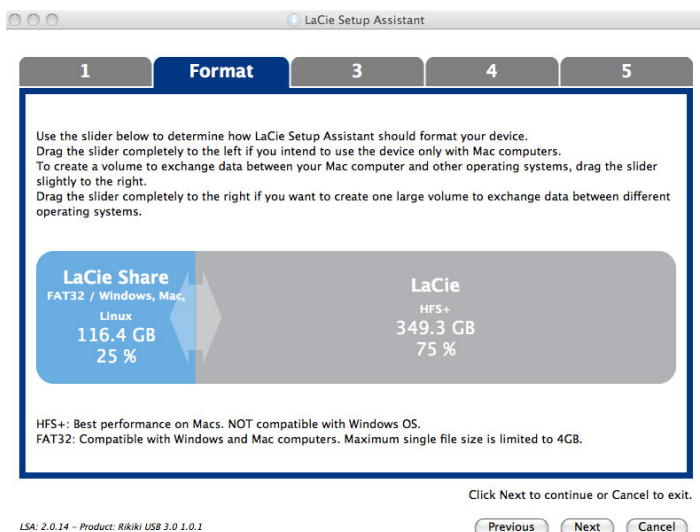 LaCie Setup Assistant
1
Format
3
4
5
Use the slider below to determine how LaCie Setup Assistant should format your device.
Drag the slider completely to the left if you intend to use the device only with Mac computers.
To create a volume to exchange data between your Mac computer and other operating systems, drag the slider
slightly to the right.
Drag the slider completely to the right if you want to create one large volume to exchange data between different
operating systems.
LaCie Share
FAT32 / Windows, Mac,
Linux
116.4 GB
25 %
LaCie
HFS+
349.3 GB
75 %
HFS+: Best performance on Macs. NOT compatible with Windows OS.
FAT32: Compatible with Windows and Mac computers. Maximum single file size is limited to 4GB.
Click Next to continue or Cancel to exit.
LSA: 2.0.14 – Product: Rikiki USB 3.0 1.0.1
Previous
Next
Cancel